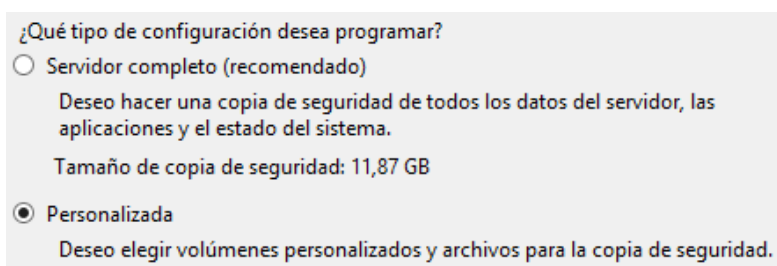 ¿Qué tipo de configuración desea programar?
Servidor completo (recomendado)
Deseo hacer una copia de seguridad de todos los datos del servidor, las
aplicaciones y el estado del sistema.
Tamaño de copia de seguridad: 11,87 GB
Personalizada
Deseo elegir volúmenes personalizados y archivos para la copia de seguridad.